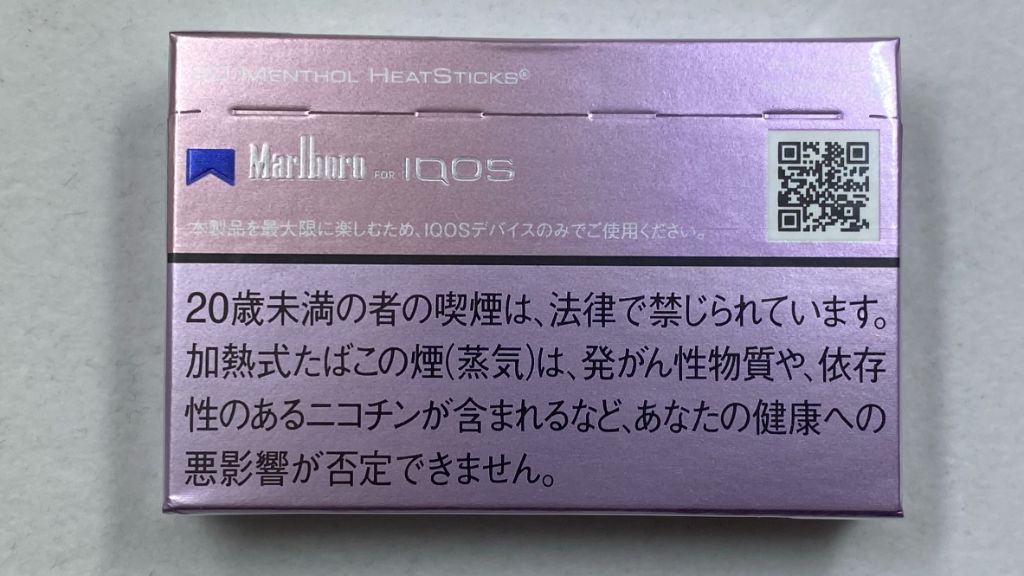 20 MENTHOL HEATSTICKS®
Marlboro FOR IQOS
本製品を最大限に楽しむため、IQOSデバイスのみでご使用ください。
20歳未満の者の喫煙は、法律で禁じられています。
加熱式たばこの煙(蒸気)は、発がん性物質や、依存
性のあるニコチンが含まれるなど、あなたの健康への
悪影響が否定できません。